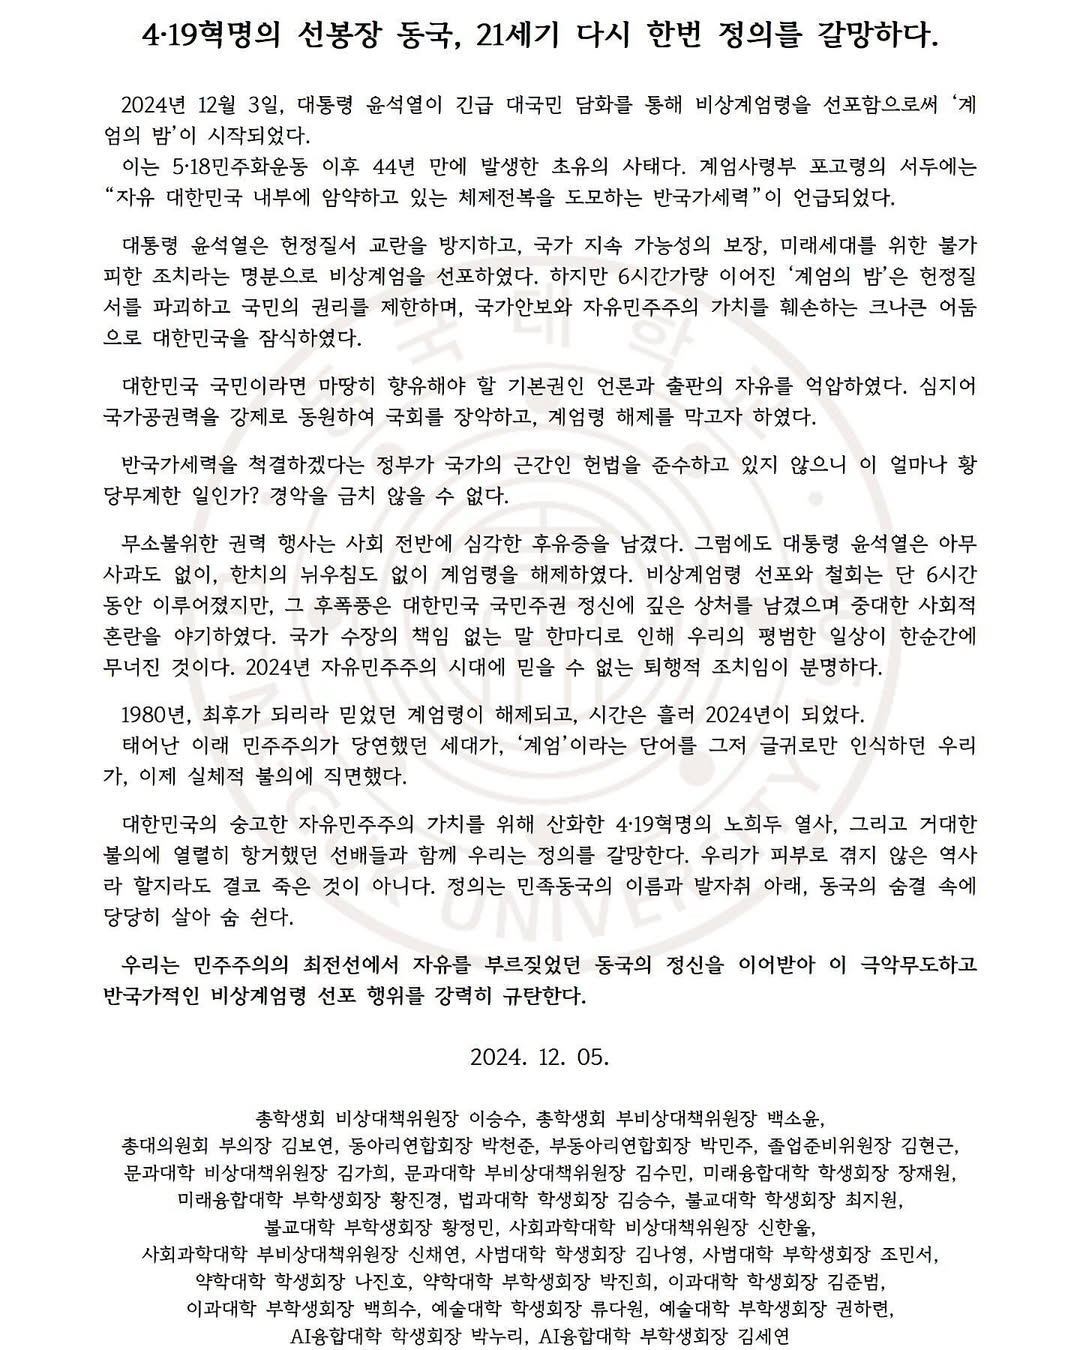 4·19혁명의 선봉장 동국, 21세기 다시 한번 정의를 갈망하다.
2024년 12월 3일, 대통령 윤석열이 긴급 대국민 담화를 통해 비상계엄령을 선포함으로써 ‘계
엄의 밤’이 시작되었다.
이는 5·18민주화운동 이후 44년 만에 발생한 초유의 사태다. 계엄사령부 포고령의 서두에는
“자유 대한민국 내부에 암약하고 있는 체제전복을 도모하는 반국가세력”이 언급되었다.
대통령 윤석열은 헌정질서 교란을 방지하고, 국가 지속 가능성의 보장, 미래세대를 위한 불가
피한 조치라는 명분으로 비상계엄을 선포하였다. 하지만 6시간가량 이어진 ‘계엄의 밤’은 헌정질
서를 파괴하고 국민의 권리를 제한하며, 국가안보와 자유민주주의 가치를 훼손하는 크나큰 어둠
으로 대한민국을 잠식하였다.
대한민국 국민이라면 마땅히 향유해야 할 기본권인 언론과 출판의 자유를 억압하였다. 심지어
국가공권력을 강제로 동원하여 국회를 장악하고, 계엄령 해제를 막고자 하였다.
반국가세력을 척결하겠다는 정부가 국가의 근간인 헌법을 준수하고 있지 않으니 이 얼마나 황
당무계한 일인가? 경악을 금치 않을 수 없다.
무소불위한 권력 행사는 사회 전반에 심각한 후유증을 남겼다. 그럼에도 대통령 윤석열은 아무
사과도 없이, 한치의 뉘우침도 없이 계엄령을 해제하였다. 비상계엄령 선포와 철회는 단 6시간
동안 이루어졌지만, 그 후폭풍은 대한민국 국민주권 정신에 깊은 상처를 남겼으며 중대한 사회적
혼란을 야기하였다. 국가 수장의 책임 없는 말 한마디로 인해 우리의 평범한 일상이 한순간에
무너진 것이다. 2024년 자유민주주의 시대에 믿을 수 없는 퇴행적 조치임이 분명하다.
1980년, 최후가 되리라 믿었던 계엄령이 해제되고, 시간은 흘러 2024년이 되었다.
태어난 이래 민주주의가 당연했던 세대가, ‘계엄’이라는 단어를 그저 글귀로만 인식하던 우리
가, 이제 실체적 불의에 직면했다.
대한민국의 숭고한 자유민주주의 가치를 위해 산화한 4·19혁명의 노희두 열사, 그리고 거대한
불의에 열렬히 항거했던 선배들과 함께 우리는 정의를 갈망한다. 우리가 피부로 겪지 않은 역사
라 할지라도 결코 죽은 것이 아니다. 정의는 민족동국의 이름과 발자취 아래, 동국의 숨결 속에
당당히 살아 숨 쉰다.
우리는 민주주의의 최전선에서 자유를 부르짖었던 동국의 정신을 이어받아 이 극악무도하고
반국가적인 비상계엄령 선포 행위를 강력히 규탄한다.
2024. 12. 05.
총학생회 비상대책위원장 이승수, 총학생회 부비상대책위원장 백소윤,
총대의원회 부의장 김보연, 동아리연합회장 박천준, 부동아리연합회장 박민주, 졸업준비위원장 김현근,
문과대학 비상대책위원장 김가희, 문과대학 부비상대책위원장 김수민, 미래융합대학 학생회장 장재원,
미래융합대학 부학생회장 황진경, 법과대학 학생회장 김승수, 불교대학 학생회장 최지원,
불교대학 부학생회장 황정민, 사회과학대학 비상대책위원장 신한울,
사회과학대학 부비상대책위원장 신채연, 사범대학 학생회장 김나영, 사범대학 부학생회장 조민서,
약학대학 학생회장 나진호, 약학대학 부학생회장 박진희, 이과대학 학생회장 김준범,
이과대학 부학생회장 백희수, 예술대학 학생회장 류다원, 예술대학 부학생회장 권하련,
AI융합대학 학생회장 박누리, AI융합대학 부학생회장 김세연